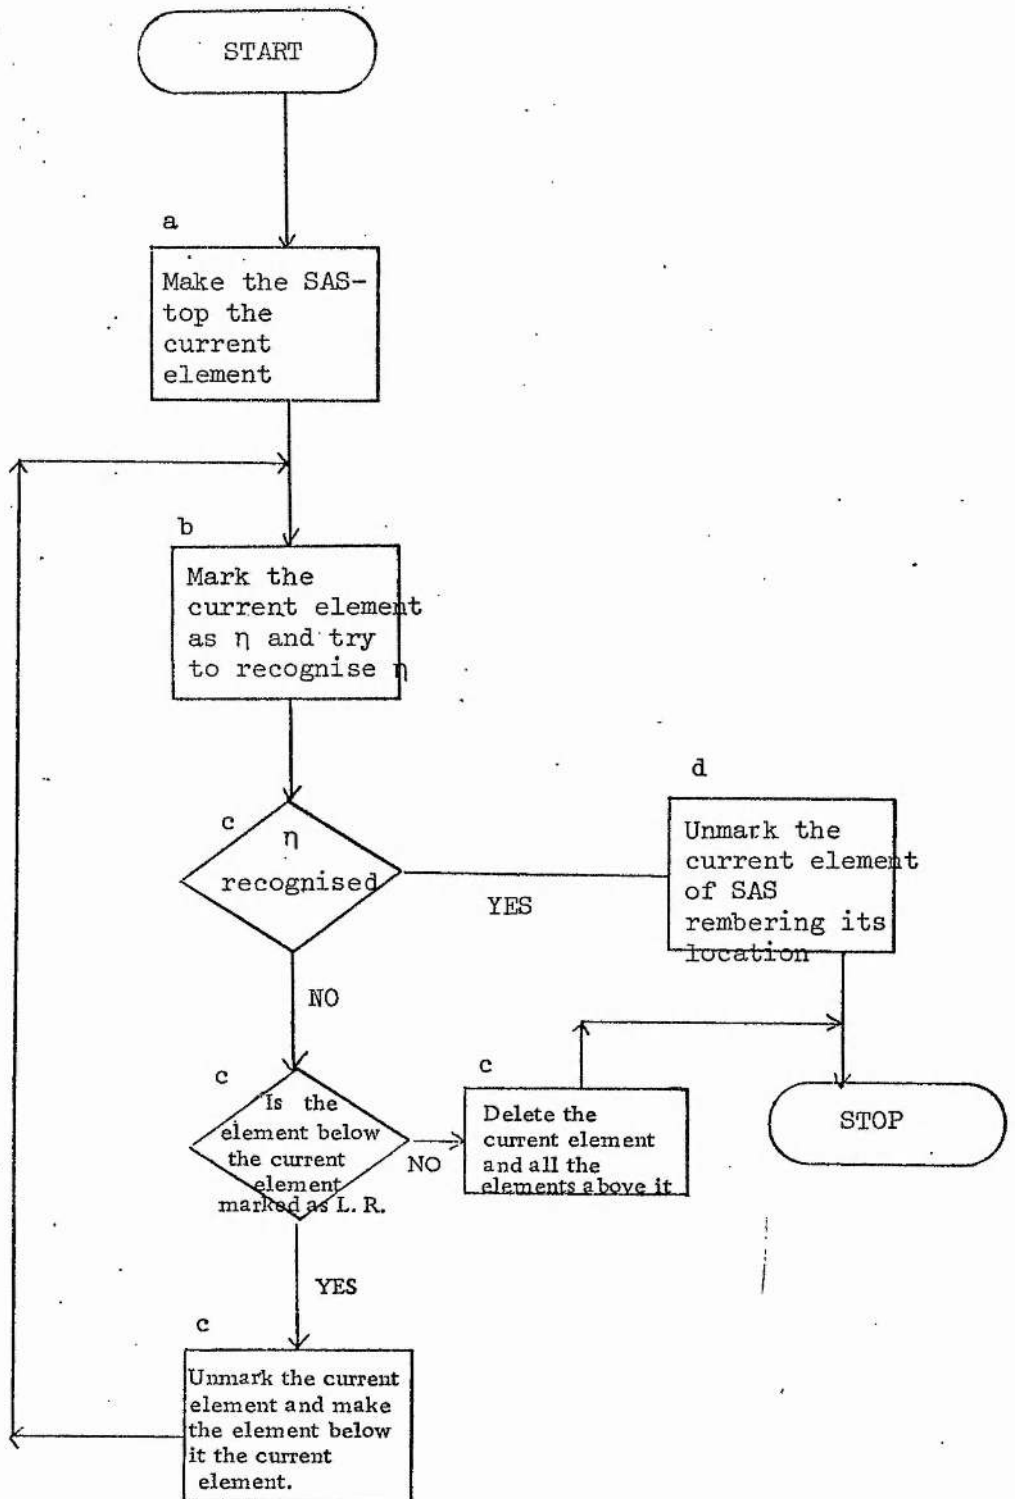 START
a
Make the SAS-
top the
current
element
b
Mark the
current element
as η and try
to recognise η
c
η
recognised
YES
d
Unmark the
current element
of SAS
rembering its
location
NO
c
Is the
element below
the current
element
marked as L. R.
NO
c
Delete the
current element
and all the
elements above it
STOP
YES
c
Unmark the current
element and make
the element below
it the current
element.